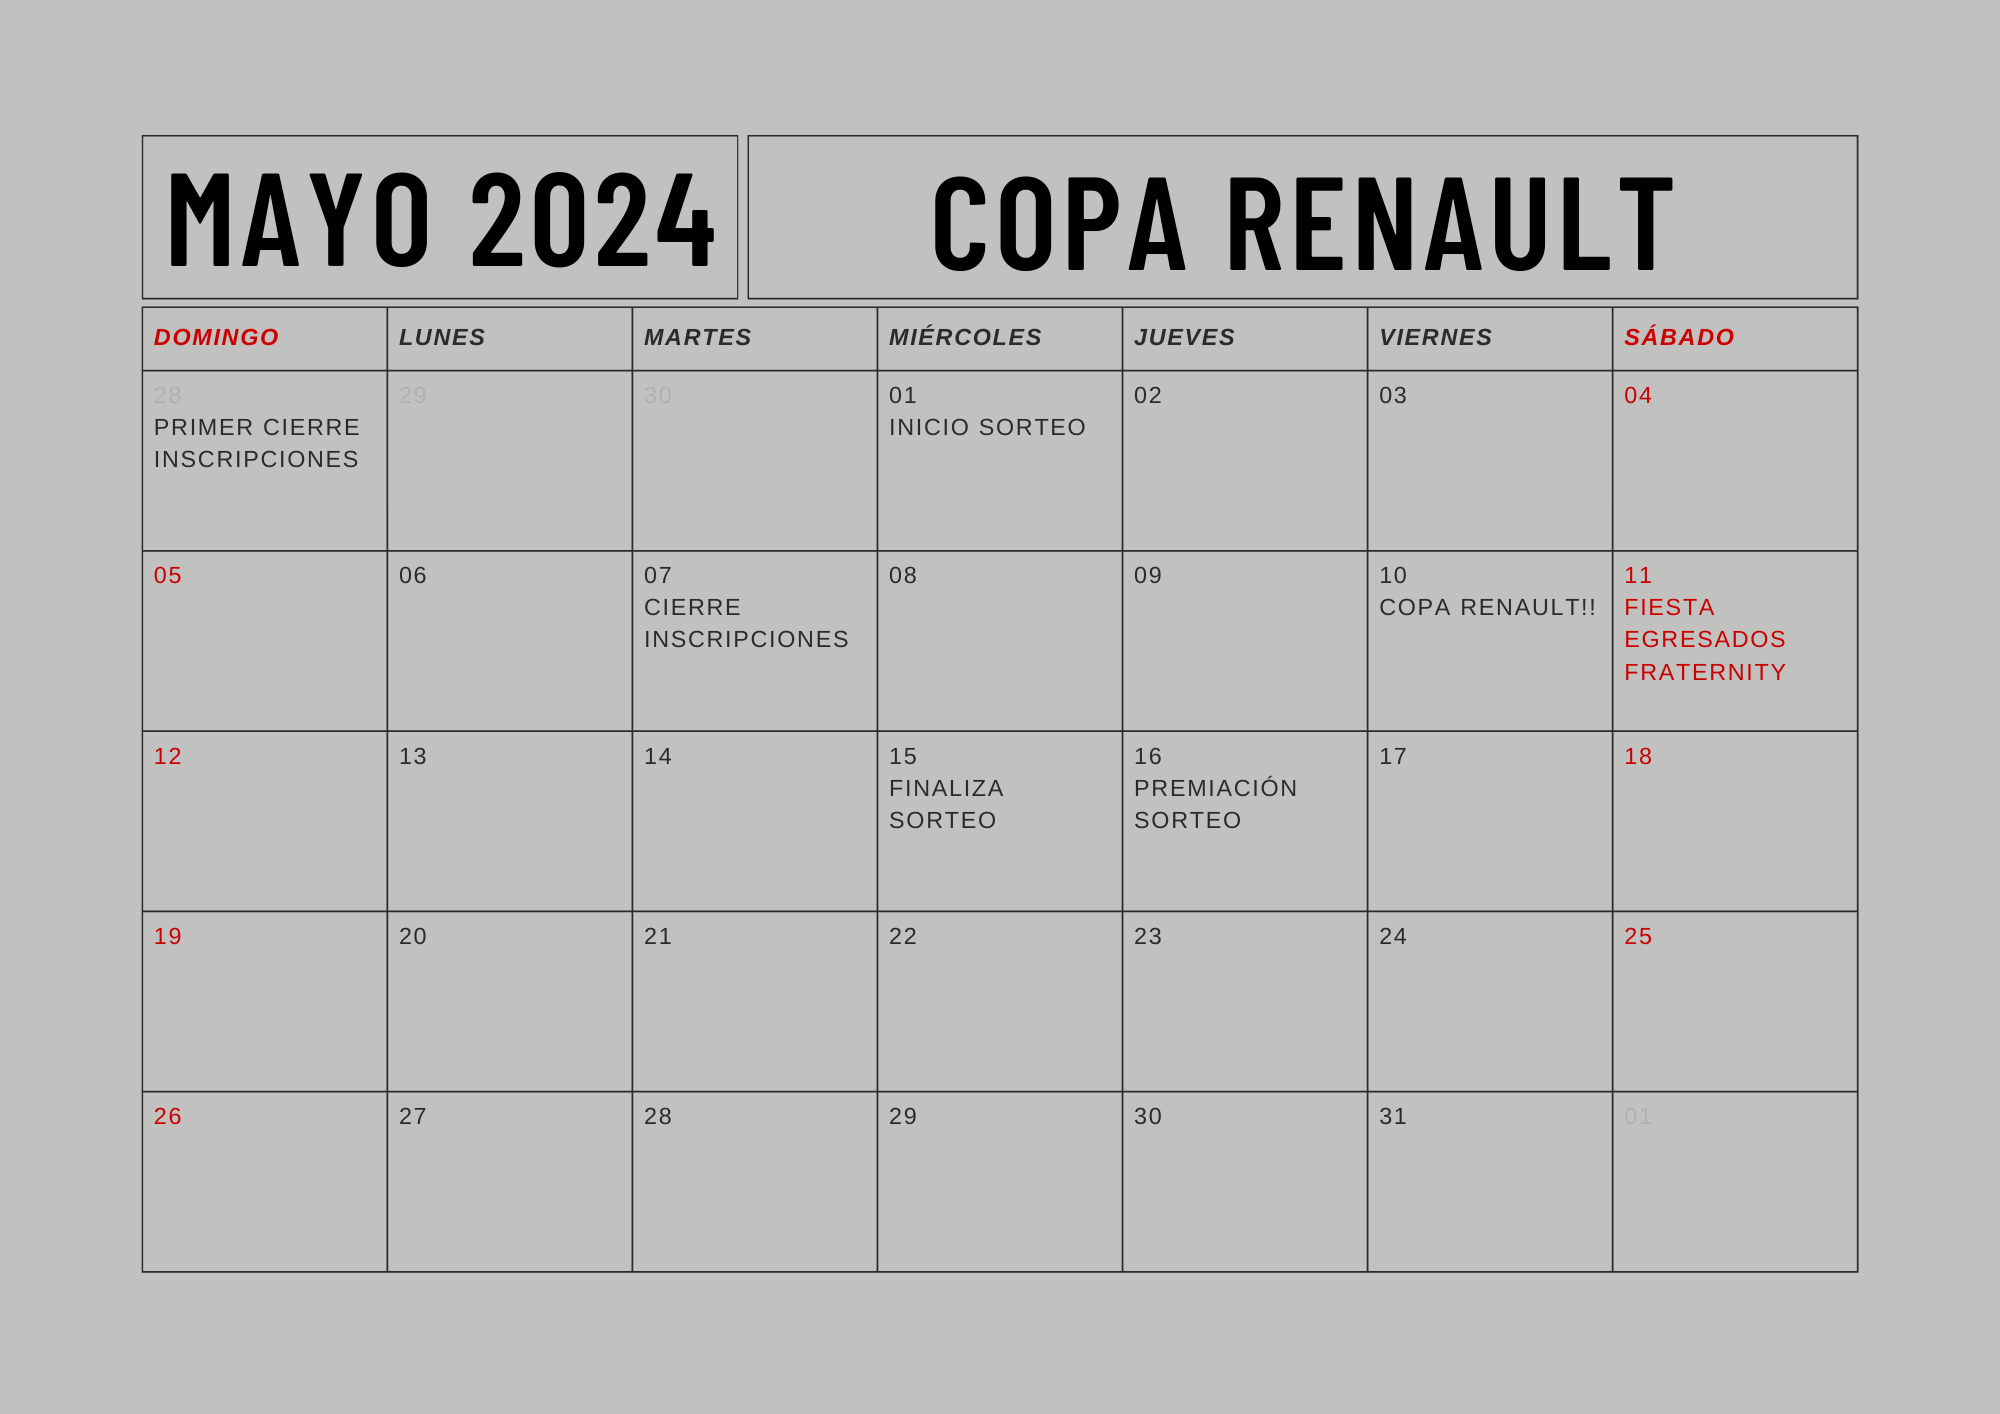 MAYO 2024
COPA RENAULT
DOMINGO LUNES MARTES MIÉRCOLES JUEVES VIERNES SÁBADO
28
PRIMER CIERRE
INSCRIPCIONES
29
30
01
INICIO SORTEO
02
03
04
05
06
07
CIERRE
INSCRIPCIONES
08
09
10
COPA RENAULT!!
11
FIESTA
EGRESADOS
FRATERNITY
12
13
14
15
FINALIZA
SORTEO
16
PREMIACIÓN
SORTEO
17
18
19
20
21
22
23
24
25
26
27
28
29
30
31
01